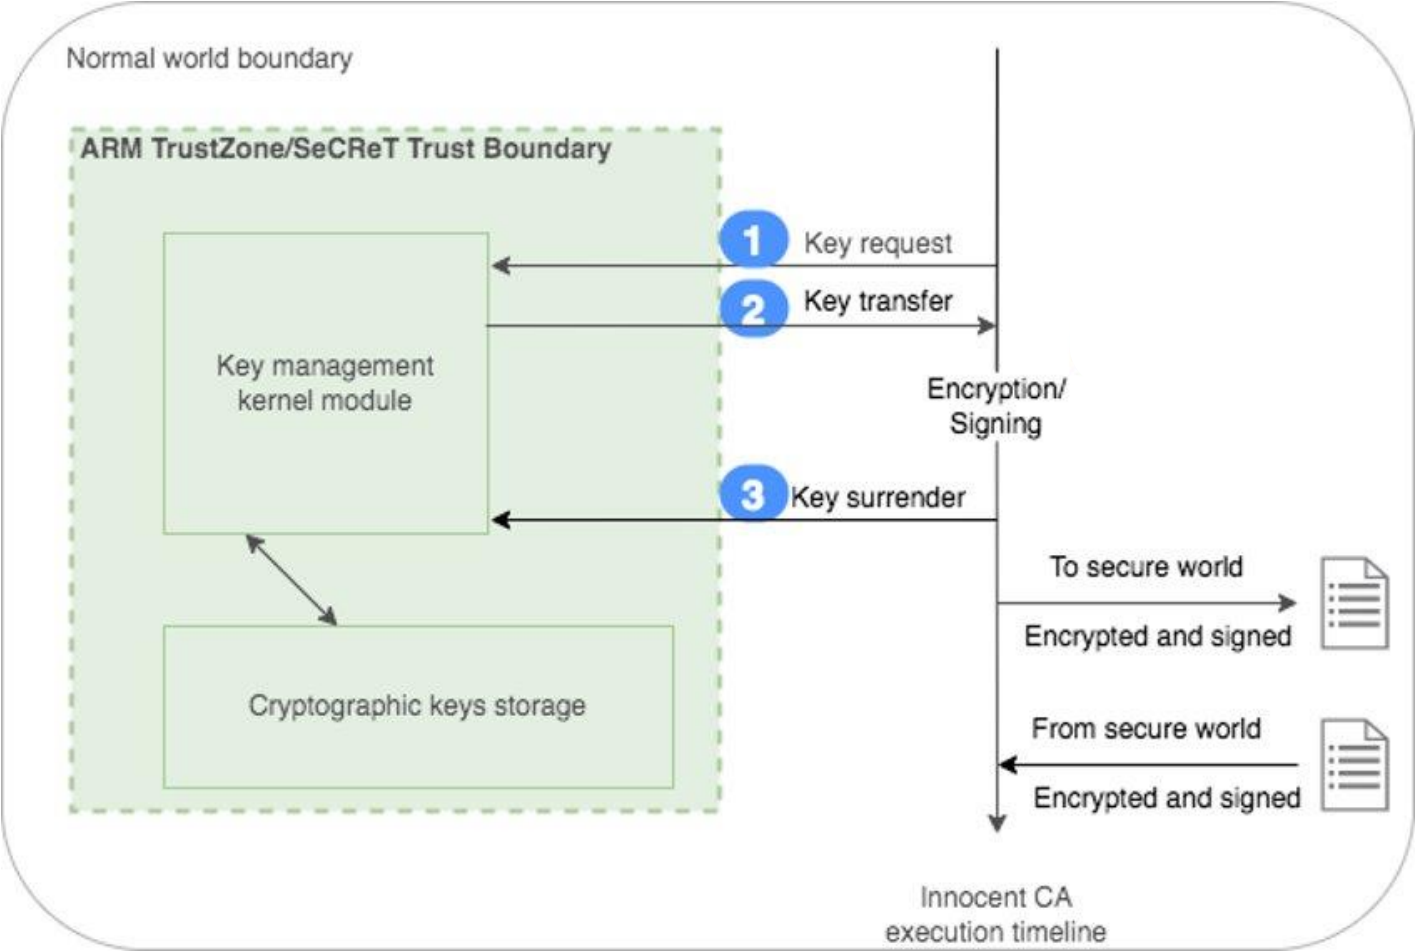 Normal world boundary
ARM TrustZone/SeCReT Trust Boundary
1
Key request
2
Key transfer
Key management
kernel module
Encryption/
Signing
3
Key surrender
To secure world
Encrypted and signed
Cryptographic keys storage
From secure world
Encrypted and signed
Innocent CA
execution timeline